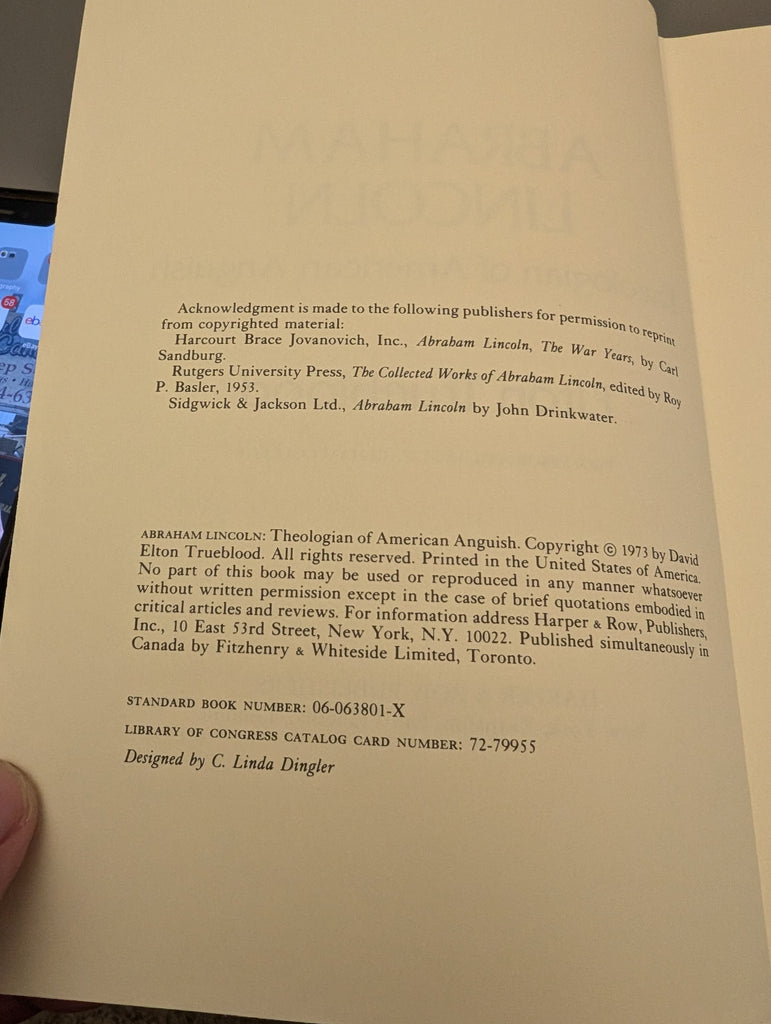 Acknowledgment is made to the following publishers for permission to reprint
from copyrighted material:
Harcourt Brace Jovanovich, Inc., Abraham Lincoln, The War Years, by Carl
Sandburg.
Rutgers University Press, The Collected Works of Abraham Lincoln, edited by Roy
P. Basler, 1953.
Sidgwick & Jackson Ltd., Abraham Lincoln by John Drinkwater.
ABRAHAM LINCOLN: Theologian of American Anguish. Copyright © 1973 by David
Elton Trueblood. All rights reserved. Printed in the United States of America.
No part of this book may be used or reproduced in any manner whatsoever
without written permission except in the case of brief quotations embodied in
critical articles and reviews. For information address Harper & Row, Publishers,
Inc., 10 East 53rd Street, New York, N.Y. 10022. Published simultaneously in
Canada by Fitzhenry & Whiteside Limited, Toronto.
STANDARD BOOK NUMBER: 06-063801-X
LIBRARY OF CONGRESS CATALOG CARD NUMBER: 72-79955
Designed by C. Linda Dingler
58
eb